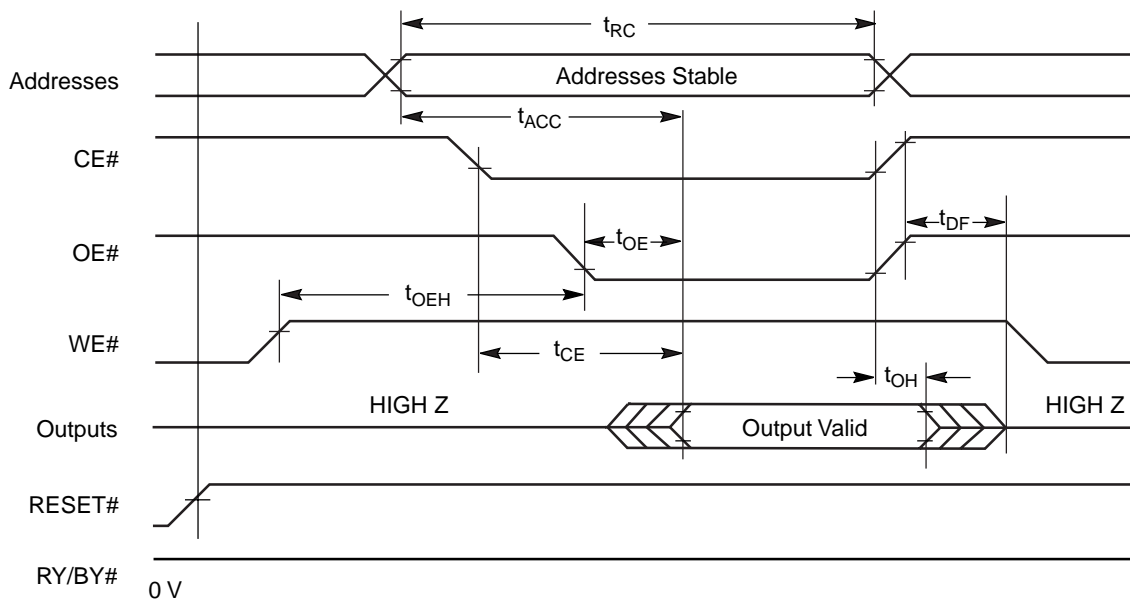 tRC
Addresses
Addresses Stable
tACC
CE#
tDF
OE#
tOE
tOEH
WE#
tCE
tOH
HIGH Z
HIGH Z
Outputs
Output Valid
RESET#
RY/BY#
0 V